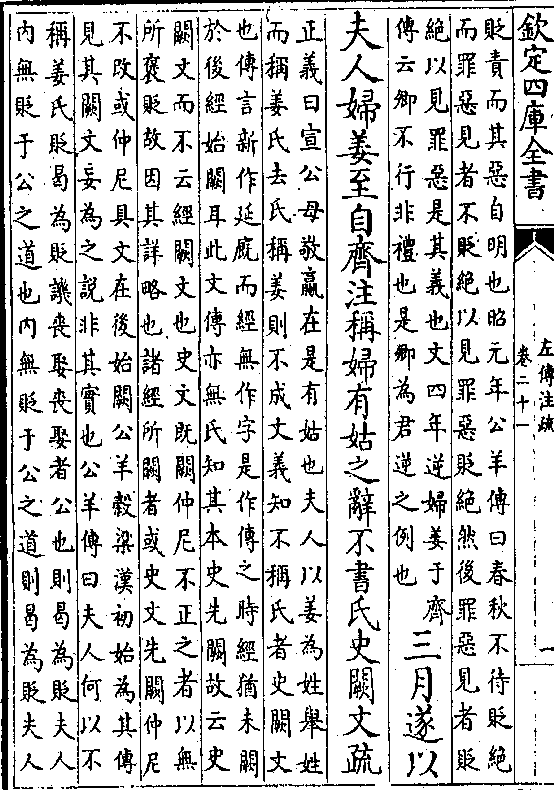 欽定四庫全書
左傳注疏
卷二十一
一
貶責而其惡自明也昭元年公羊傳曰春秋不待貶絶
而罪惡見者不貶絶以見罪惡貶絶然後罪惡見者貶
絶以見罪惡是其義也文四年逆婦姜于齊
傳云卿不行非禮也是卿為君逆之例也
三月遂以
夫人婦姜至自齊注稱婦有姑之辭不書氏史闕文疏
正義曰宣公母敬嬴在是有姑也夫人以姜為姓舉姓
而稱姜氏去氏稱姜則不成文義知不稱氏者史闕文
也傳言新作延廐而經無作字是作傳之時經猶未闕
於後經始闕耳此文傳亦無氏知其本史先闕故云史
闕文而不云經闕文也史文既闕仲尼不正之者以無
所褒貶故因其詳略也諸經所闕者或史文先闕仲尼
不改或仲尼具文在後始闕公羊穀梁漢初始為其傳
見其闕文妄為之說非其實也公羊傳曰夫人何以不
稱姜氏貶曷為貶譏喪娶喪娶者公也則曷為貶夫人
内無貶于公之道也内無貶于公之道則曷為貶夫人